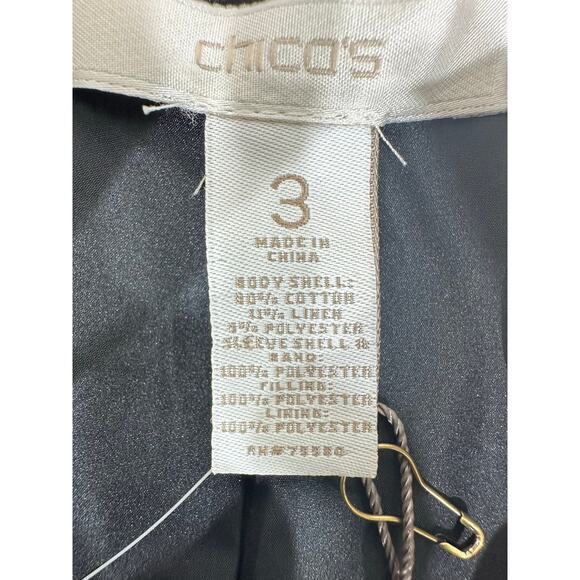 chico's
3
MADE IN
CHINA
BODY SHELL:
80% COTTON
11% LINEN
9% POLYESTER
SLEEVE SHELL &
BAND:
100% POLYESTER
FILLING:
100% POLYESTER
LINING:
100% POLYESTER